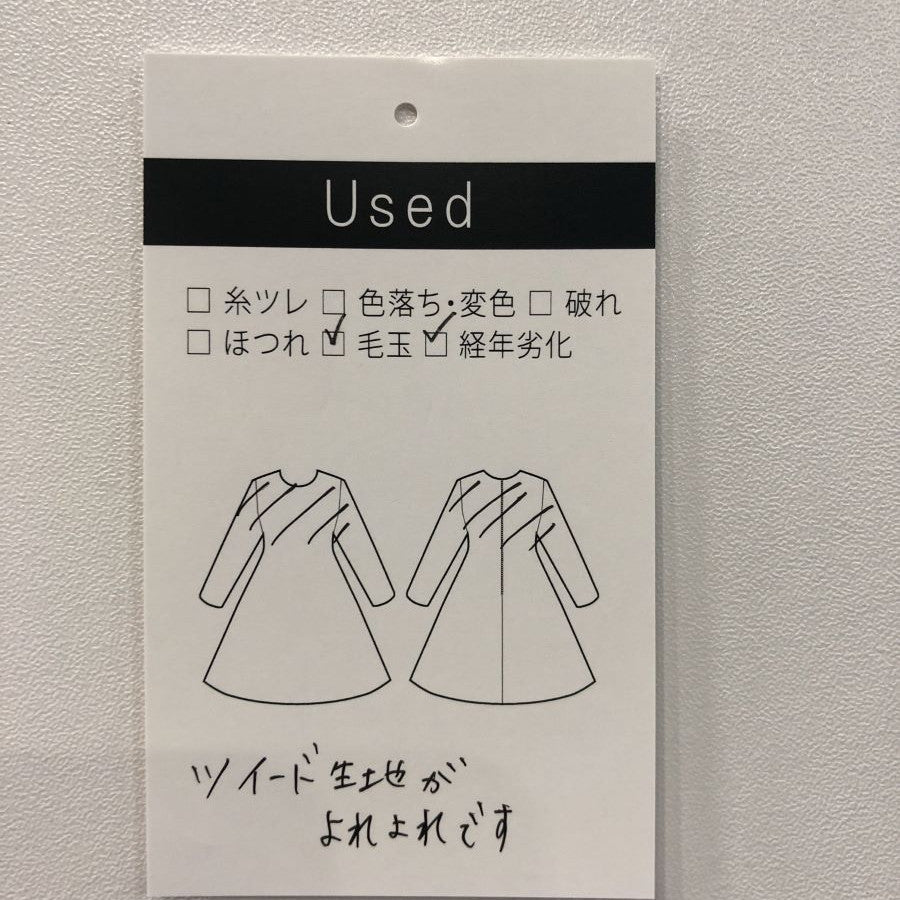 Used
□ 糸ツレ □ 色落ち・変色 □ 破れ
□ ほつれ ☑ 毛玉 ☑ 経年劣化
ツイード生地が
よれよれです